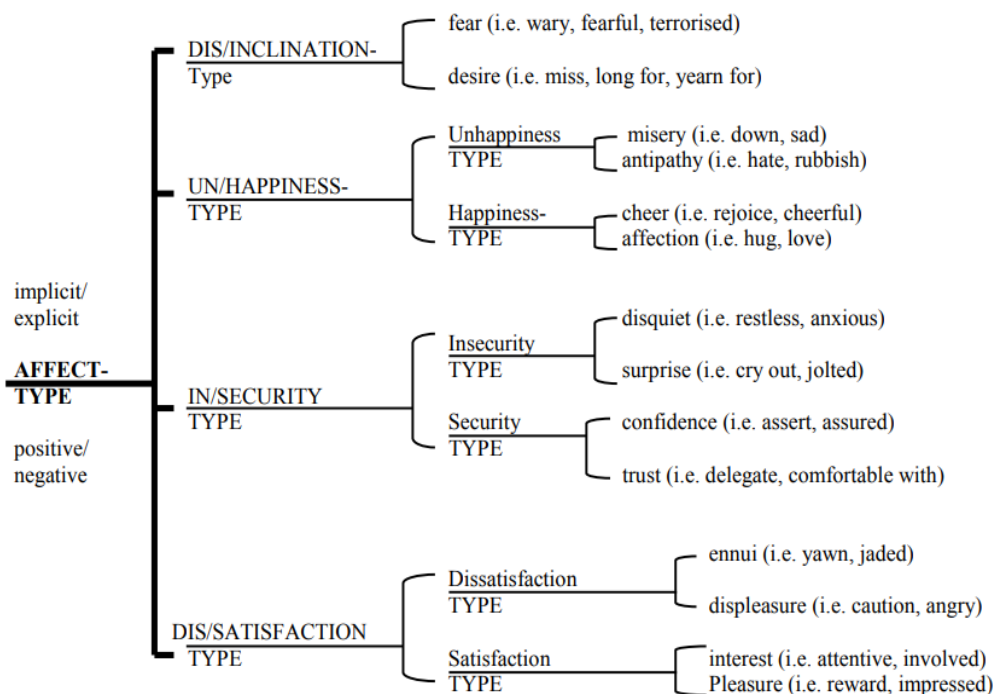 fear (i.e. wary, fearful, terrorised)
DIS/INCLINATION-
Type
desire (i.e. miss, long for, yearn for)
Unhappiness
TYPE
misery (i.e. down, sad)
antipathy (i.e. hate, rubbish)
UN/HAPPINESS-
TYPE
Happiness-
TYPE
cheer (i.e. rejoice, cheerful)
affection (i.e. hug, love)
implicit/
explicit
AFFECT-
TYPE
positive/
negative
Insecurity
TYPE
disquiet (i.e. restless, anxious)
surprise (i.e. cry out, jolted)
IN/SECURITY
TYPE
Security
TYPE
confidence (i.e. assert, assured)
trust (i.e. delegate, comfortable with)
Dissatisfaction
TYPE
ennui (i.e. yawn, jaded)
displeasure (i.e. caution, angry)
DIS/SATISFACTION
TYPE
Satisfaction
TYPE
interest (i.e. attentive, involved)
Pleasure (i.e. reward, impressed)